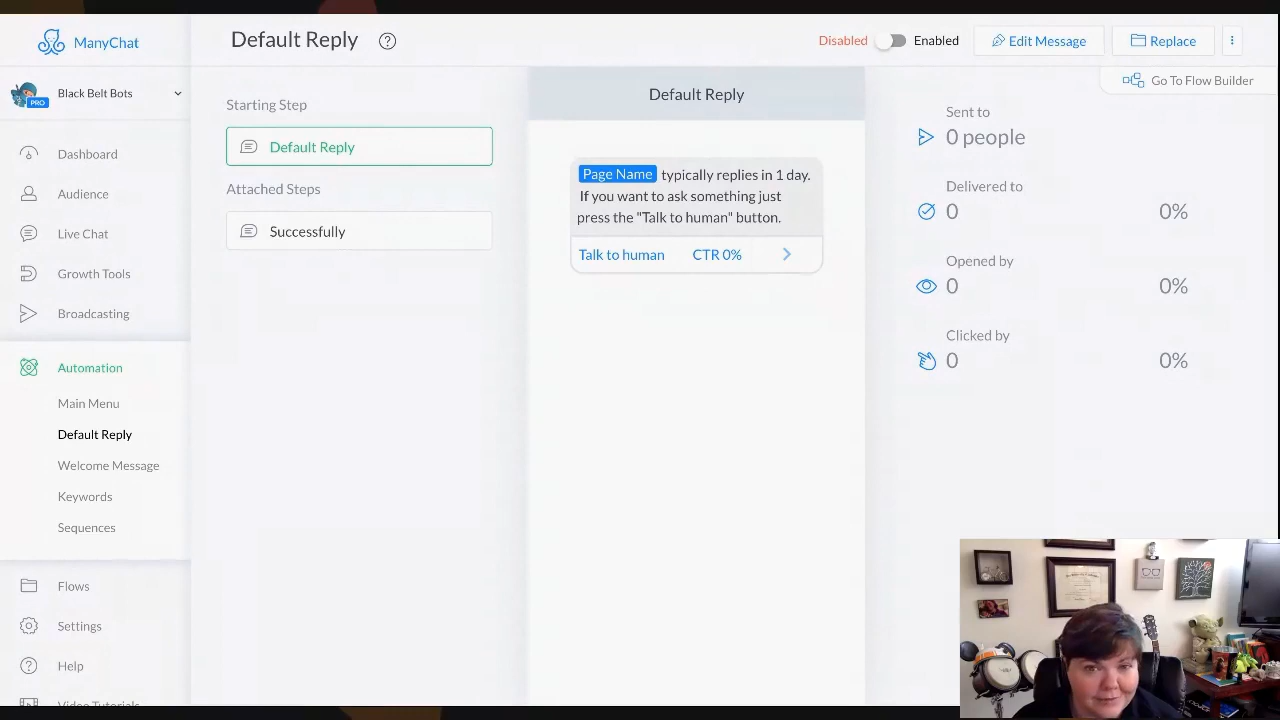 ManyChat
Default Reply
Disabled
Enabled
Edit Message
Replace
PRO
Black Belt Bots
Go To Flow Builder
Dashboard
Audience
Live Chat
Growth Tools
Broadcasting
Automation
Main Menu
Default Reply
Welcome Message
Keywords
Sequences
Flows
Settings
Help
Video Tutorials
Starting Step
Default Reply
Attached Steps
Successfully
Default Reply
Page Name typically replies in 1 day.
If you want to ask something just
press the "Talk to human" button.
Talk to human CTR 0%
Sent to
0 people
Delivered to
0 0%
Opened by
0 0%
Clicked by
0 0%